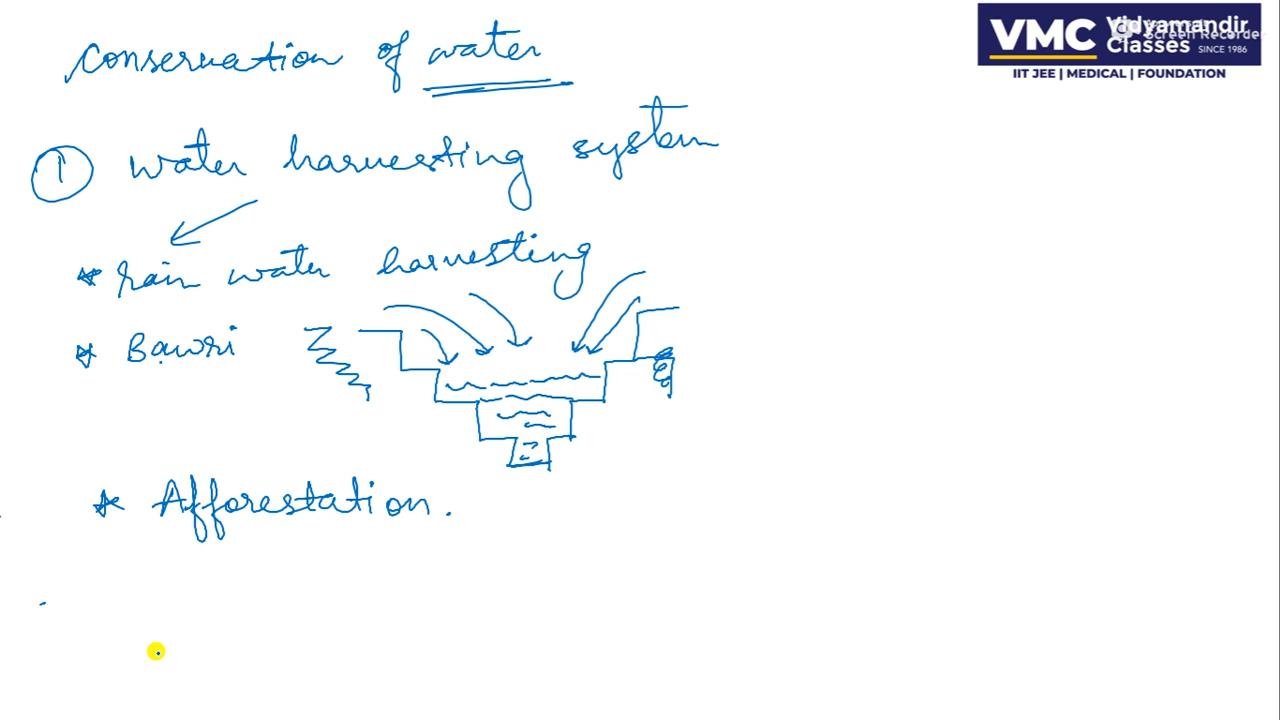 conservation of water
VMC Vidyamandir Classes SINCE 1986
IIT JEE | MEDICAL | FOUNDATION
① water harvesting system
* rain water harvesting
* Bawri
* Afforestation.